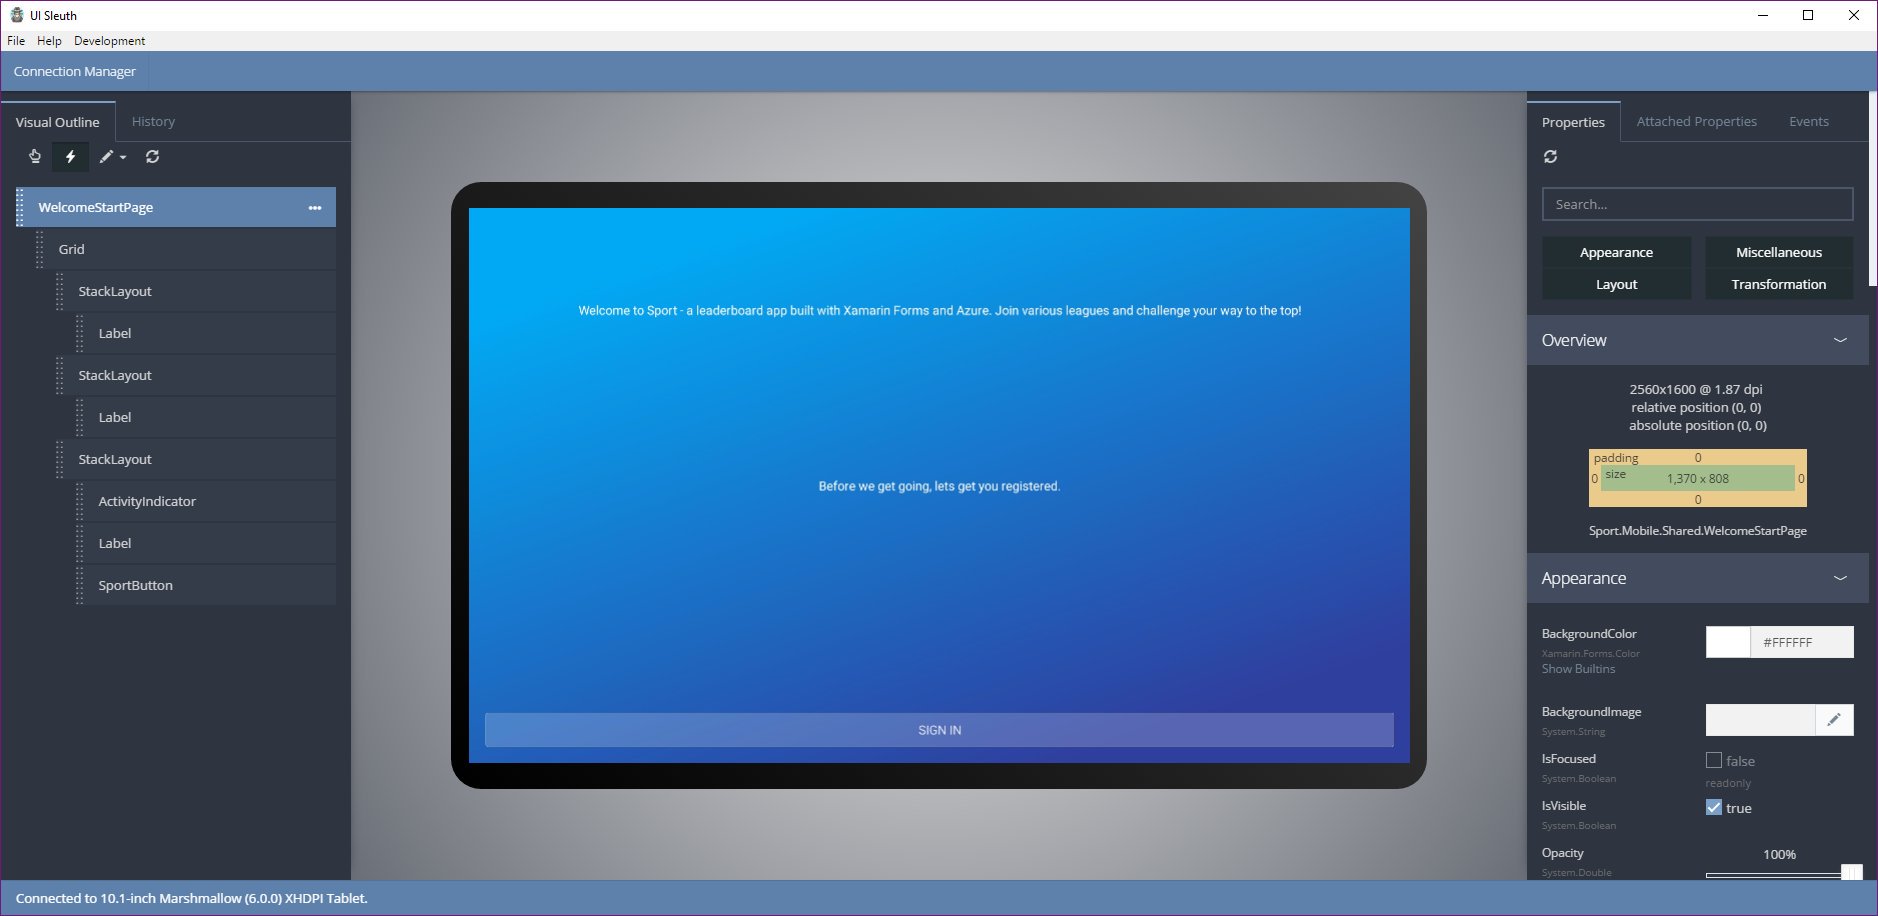 UI Sleuth
File Help Development
Connection Manager
Visual Outline History
WelcomeStartPage
Grid
StackLayout
Label
StackLayout
Label
StackLayout
ActivityIndicator
Label
SportButton
Welcome to Sport - a leaderboard app built with Xamarin Forms and Azure. Join various leagues and challenge your way to the top!
Before we get going, lets get you registered.
SIGN IN
Properties Attached Properties Events
Search...
Appearance Miscellaneous
Layout Transformation
Overview
2560x1600 @ 1.87 dpi
relative position (0, 0)
absolute position (0, 0)
padding 0
size
0 1,370 x 808 0
0
Sport.Mobile.Shared.WelcomeStartPage
Appearance
BackgroundColor #FFFFFF
Xamarin.Forms.Color
Show Builtins
BackgroundImage
System.String
IsFocused false
System.Boolean readonly
IsVisible true
System.Boolean
Opacity 100%
System.Double
Connected to 10.1-inch Marshmallow (6.0.0) XHDPI Tablet.